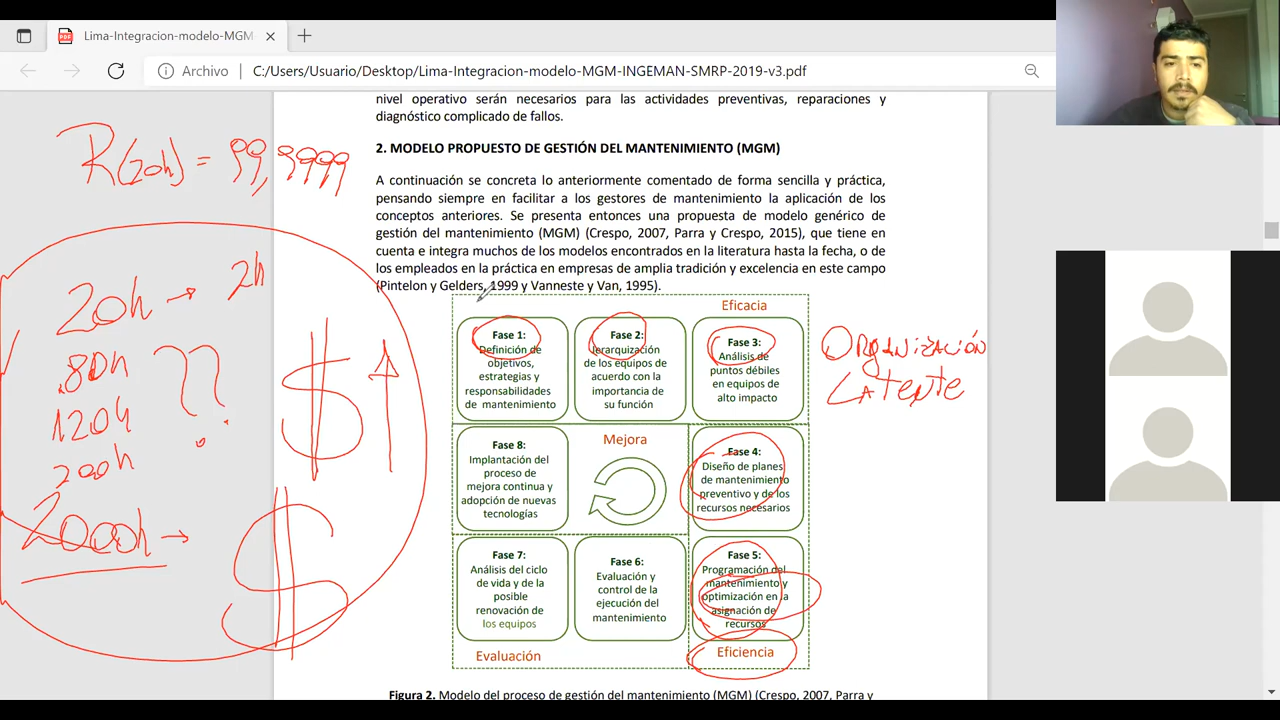 Lima-Integracion-modelo-MGM
Archivo C:/Users/Usuario/Desktop/Lima-Integracion-modelo-MGM-INGEMAN-SMRP-2019-v3.pdf
nivel operativo serán necesarios para las actividades preventivas, reparaciones y
diagnóstico complicado de fallos.
2. MODELO PROPUESTO DE GESTIÓN DEL MANTENIMIENTO (MGM)
A continuación se concreta lo anteriormente comentado de forma sencilla y práctica,
pensando siempre en facilitar a los gestores de mantenimiento la aplicación de los
conceptos anteriores. Se presenta entonces una propuesta de modelo genérico de
gestión del mantenimiento (MGM) (Crespo, 2007, Parra y Crespo, 2015), que tiene en
cuenta e integra muchos de los modelos encontrados en la literatura hasta la fecha, o de
los empleados en la práctica en empresas de amplia tradición y excelencia en este campo
(Pintelon y Gelders, 1999 y Vanneste y Van, 1995).
Eficacia
Fase 1:
Definición de
objetivos,
estrategias y
responsabilidades
de mantenimiento
Fase 2:
Jerarquización
de los equipos de
acuerdo con la
importancia de
su función
Fase 3:
Análisis de
puntos débiles
en equipos de
alto impacto
Fase 8:
Implantación del
proceso de
mejora continua y
adopción de nuevas
tecnologías
Mejora
Fase 4:
Diseño de planes
de mantenimiento
preventivo y de los
recursos necesarios
Fase 7:
Análisis del ciclo
de vida y de la
posible
renovación de
los equipos
Fase 6:
Evaluación y
control de la
ejecución del
mantenimiento
Fase 5:
Programación del
mantenimiento y
optimización en la
asignación de
recursos
Evaluación
Eficiencia
Figura 2. Modelo del proceso de gestión del mantenimiento (MGM) (Crespo, 2007, Parra y
R(20h) = 99,9999
20h → 2h
80h ??
120h
200h
2000h →
$
$
ORGANIZACIÓN
LATENTE